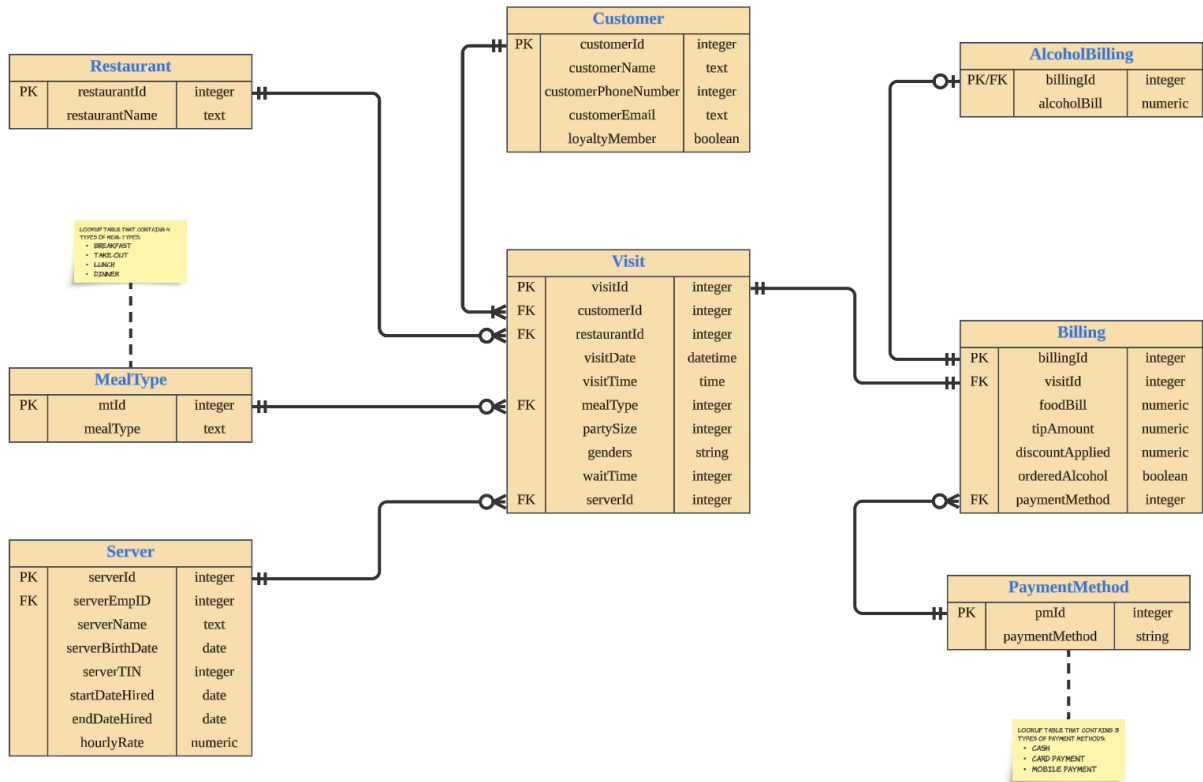 Restaurant
PK restaurantId integer
restaurantName text
Customer
PK customerId integer
customerName text
customerPhoneNumber integer
customerEmail text
loyaltyMember boolean
AlcoholBilling
PK/FK billingId integer
alcoholBill numeric
LOOKUP TABLE THAT CONTAINS 4
TYPES OF MEAL TYPES:
• BREAKFAST
• TAKE-OUT
• LUNCH
• DINNER
MealType
PK mtId integer
mealType text
Visit
PK visitId integer
FK customerId integer
FK restaurantId integer
visitDate datetime
visitTime time
FK mealType integer
partySize integer
genders string
waitTime integer
FK serverId integer
Billing
PK billingId integer
FK visitId integer
foodBill numeric
tipAmount numeric
discountApplied numeric
orderedAlcohol boolean
FK paymentMethod integer
Server
PK serverId integer
FK serverEmpID integer
serverName text
serverBirthDate date
serverTIN integer
startDateHired date
endDateHired date
hourlyRate numeric
PaymentMethod
PK pmId integer
paymentMethod string
LOOKUP TABLE THAT CONTAINS 3
TYPES OF PAYMENT METHODS:
• CASH
• CARD PAYMENT
• MOBILE PAYMENT